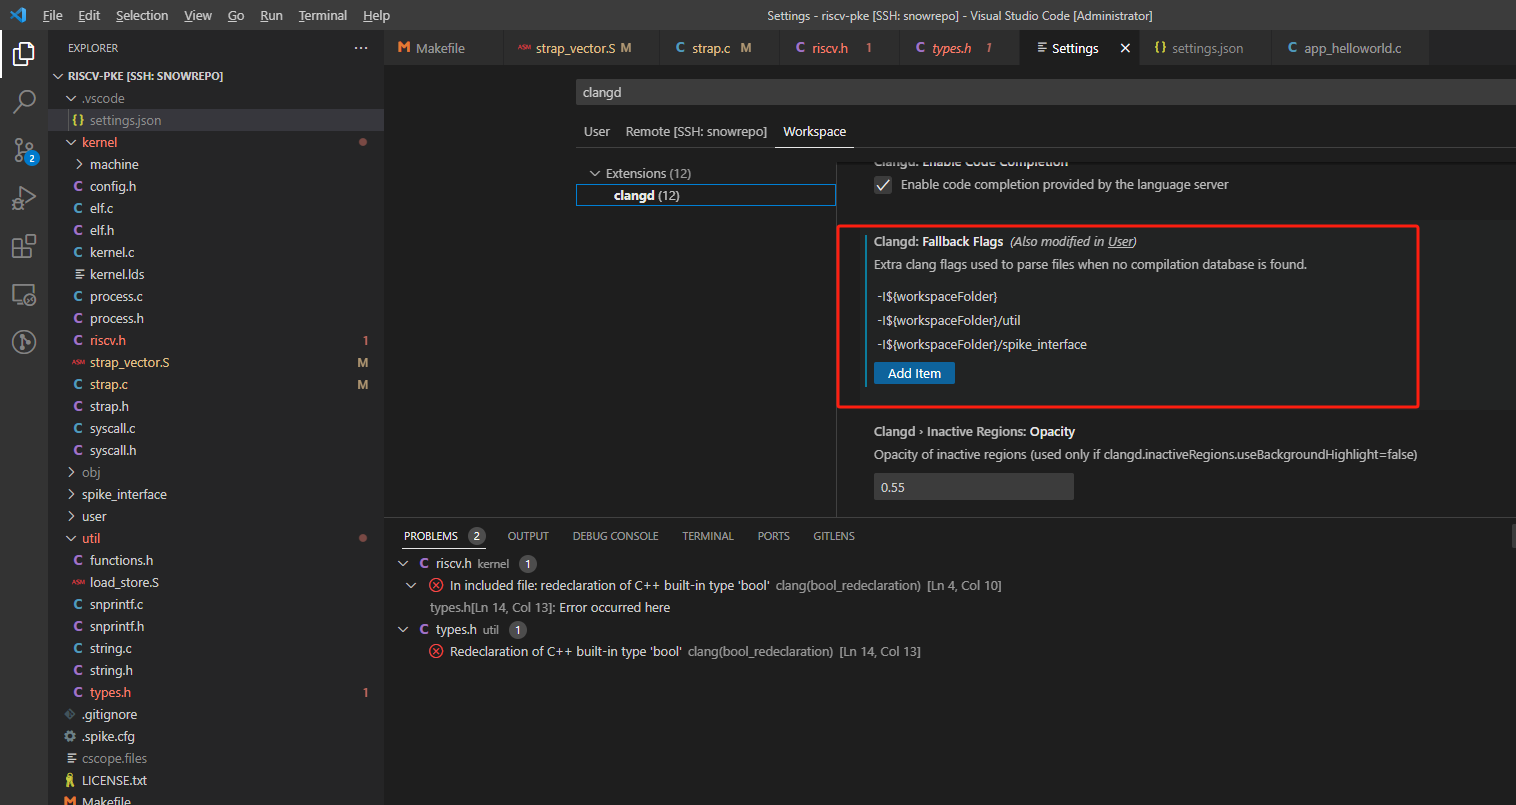 File Edit Selection View Go Run Terminal Help
Settings - riscv-pke [SSH: snowrepo] - Visual Studio Code [Administrator]
EXPLORER
RISCV-PKE [SSH: SNOWREPO]
.vscode
{} settings.json
kernel
machine
C config.h
C elf.c
C elf.h
C kernel.c
kernel.lds
C process.c
C process.h
C riscv.h 1
ASM strap_vector.S M
C strap.c M
C strap.h
C syscall.c
C syscall.h
obj
spike_interface
user
util
C functions.h
ASM load_store.S
C snprintf.c
C snprintf.h
C string.c
C string.h
C types.h 1
.gitignore
.spike.cfg
cscope.files
LICENSE.txt
M Makefile
2
M Makefile
ASM strap_vector.S M
C strap.c M
C riscv.h 1
C types.h 1
Settings
{} settings.json
C app_helloworld.c
clangd
User Remote [SSH: snowrepo] Workspace
Extensions (12)
clangd (12)
Clangd: Enable Code Completion
Enable code completion provided by the language server
Clangd: Fallback Flags (Also modified in User)
Extra clang flags used to parse files when no compilation database is found.
-I${workspaceFolder}
-I${workspaceFolder}/util
-I${workspaceFolder}/spike_interface
Add Item
Clangd › Inactive Regions: Opacity
Opacity of inactive regions (used only if clangd.inactiveRegions.useBackgroundHighlight=false)
0.55
PROBLEMS 2 OUTPUT DEBUG CONSOLE TERMINAL PORTS GITLENS
C riscv.h kernel 1
In included file: redeclaration of C++ built-in type 'bool' clang(bool_redeclaration) [Ln 4, Col 10]
types.h[Ln 14, Col 13]: Error occurred here
C types.h util 1
Redeclaration of C++ built-in type 'bool' clang(bool_redeclaration) [Ln 14, Col 13]